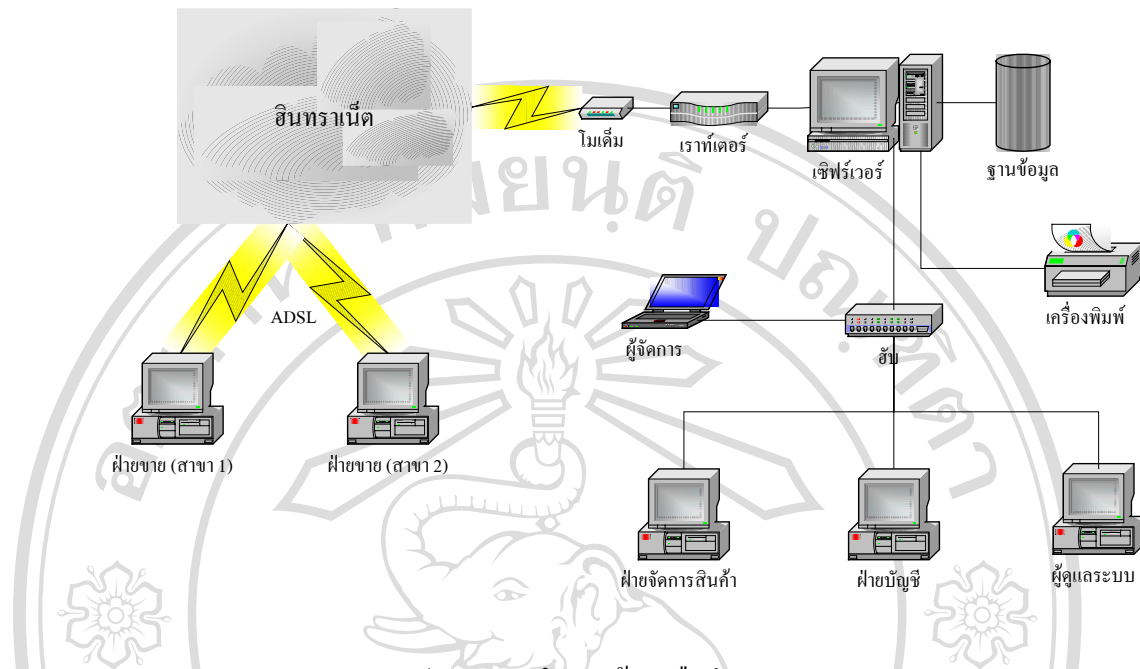 ฮินทราเน็ต
โมเด็ม
เราท์เตอร์
เซิฟร์เวอร์
ฐานข้อมูล
ADSL
ผู้จัดการ
ฮับ
เครื่องพิมพ์
ฝ่ายขาย (สาขา 1)
ฝ่ายขาย (สาขา 2)
ฝ่ายจัดการสินค้า
ฝ่ายบัญชี
ผู้ดูแลระบบ